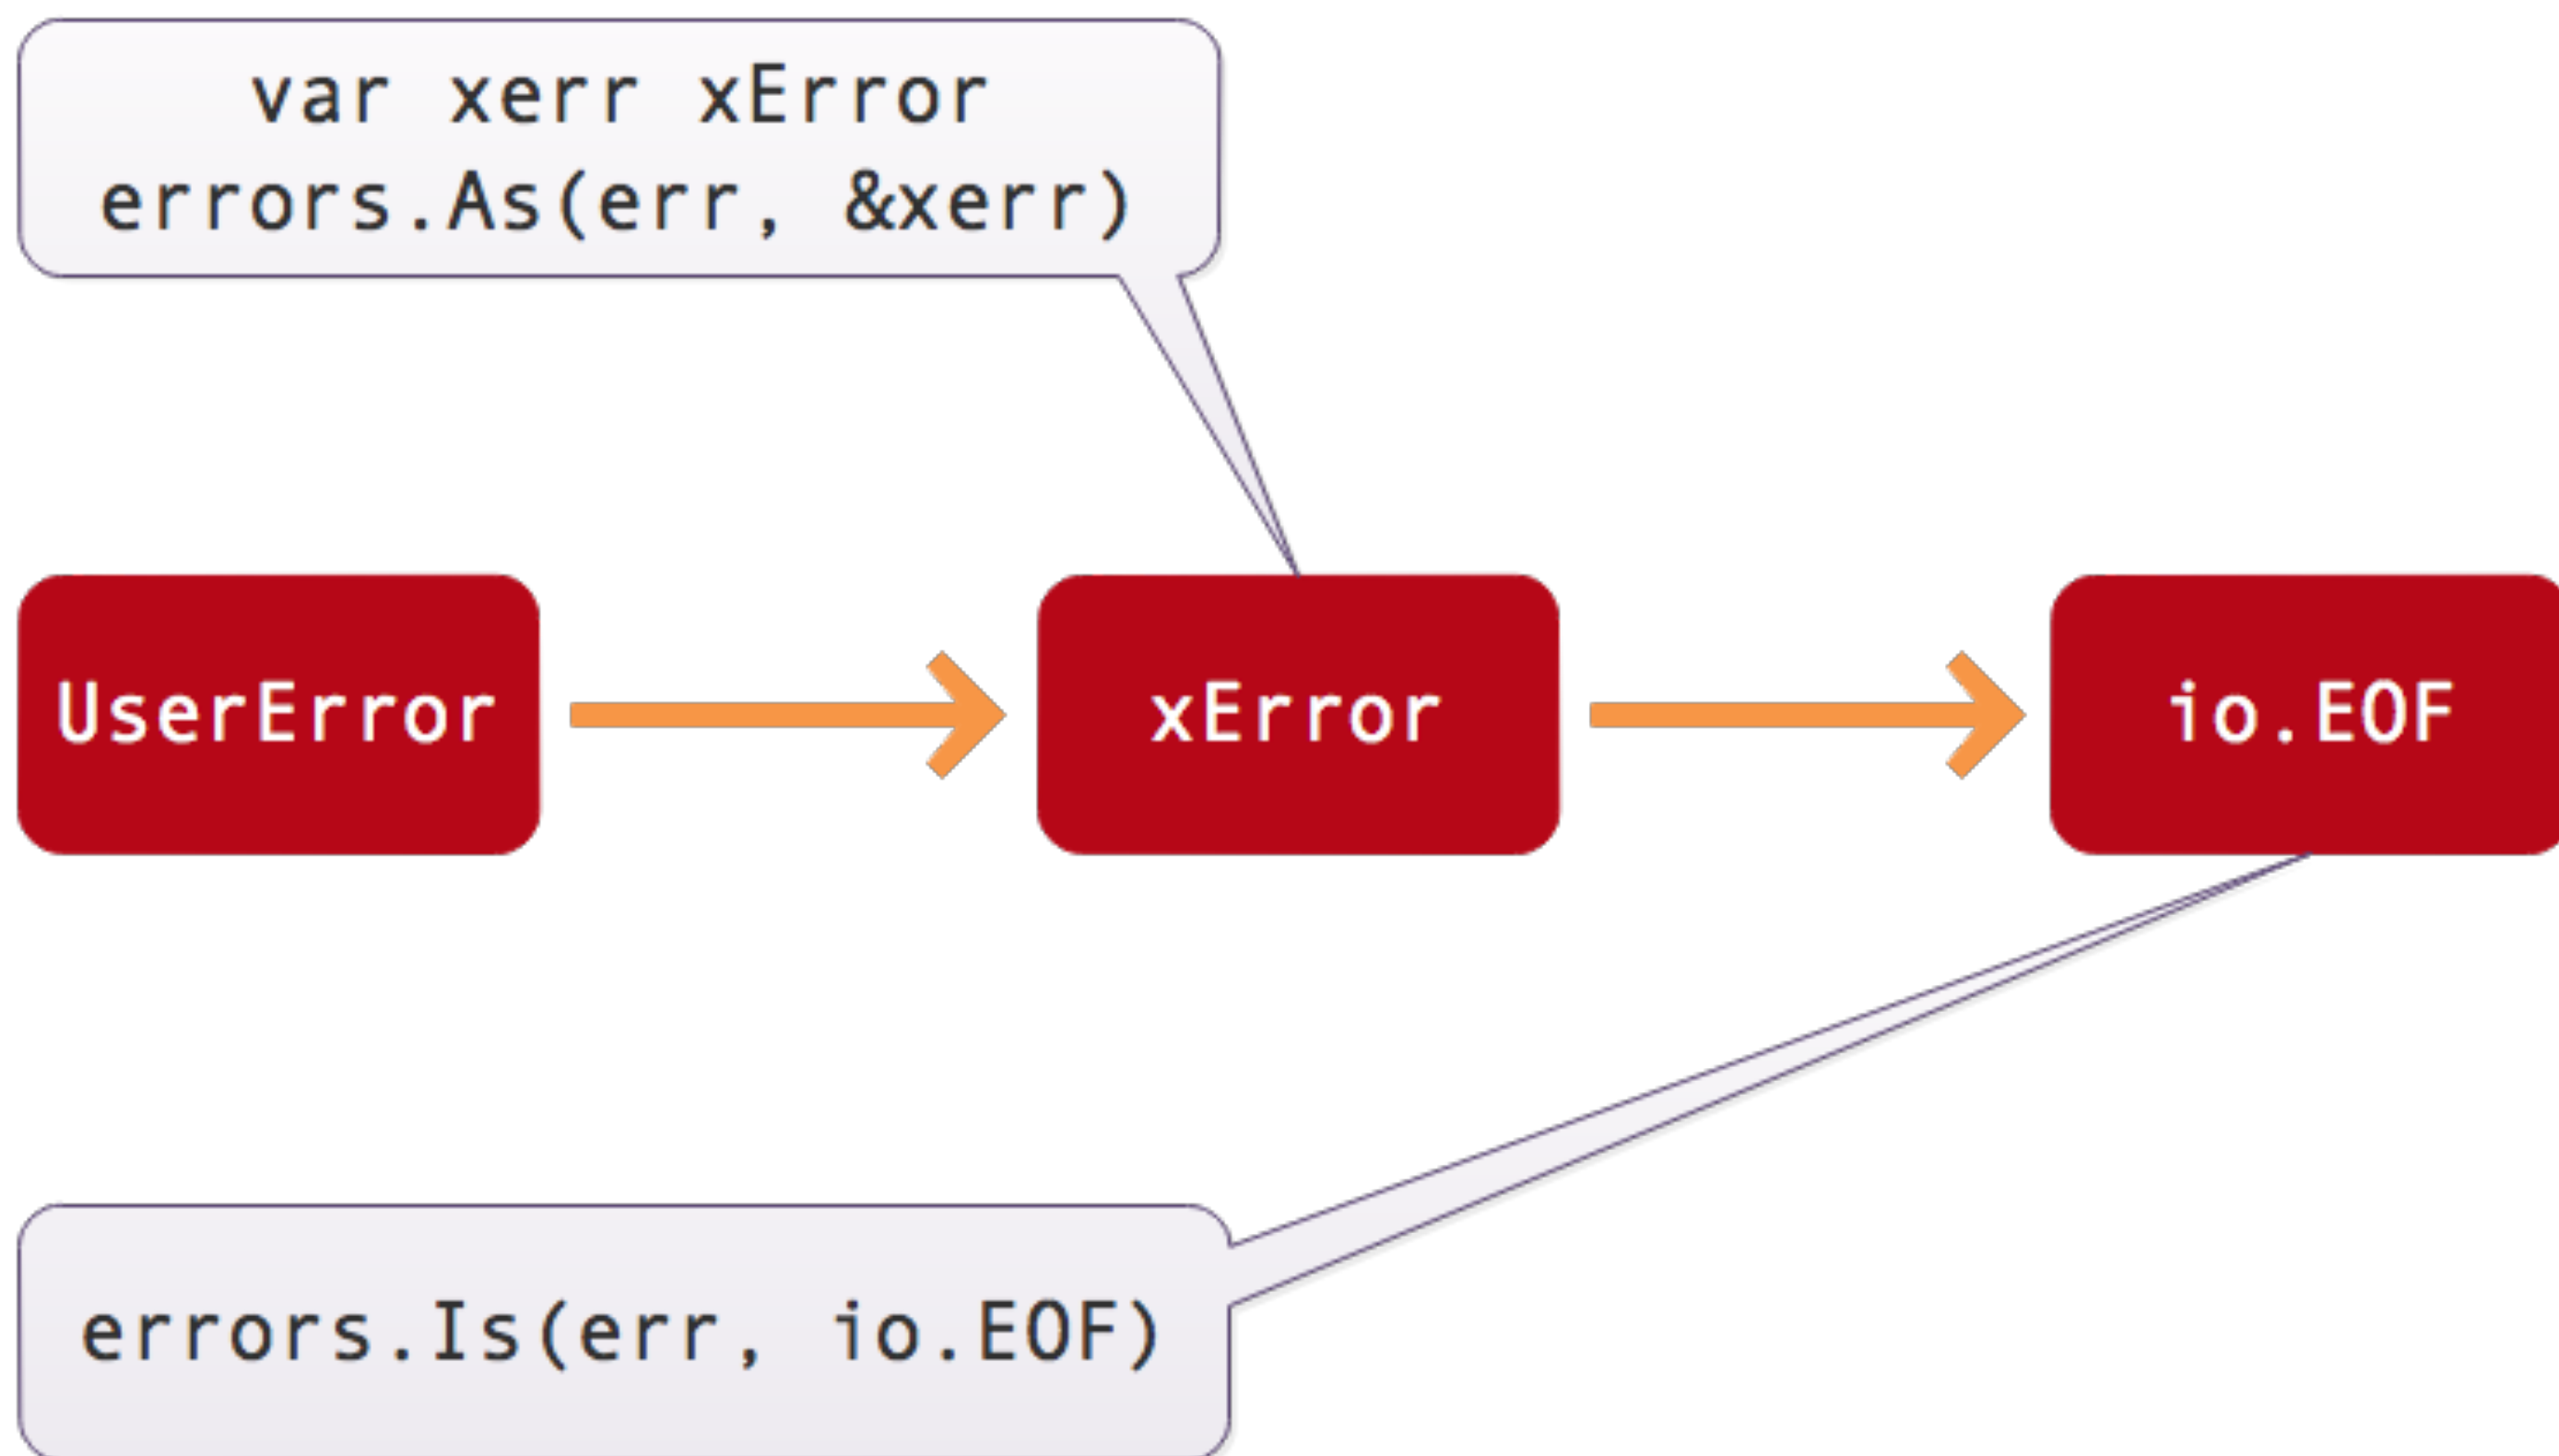 var xerr xError
errors.As(err, &xerr)
UserError
xError
io.EOF
errors.Is(err, io.EOF)